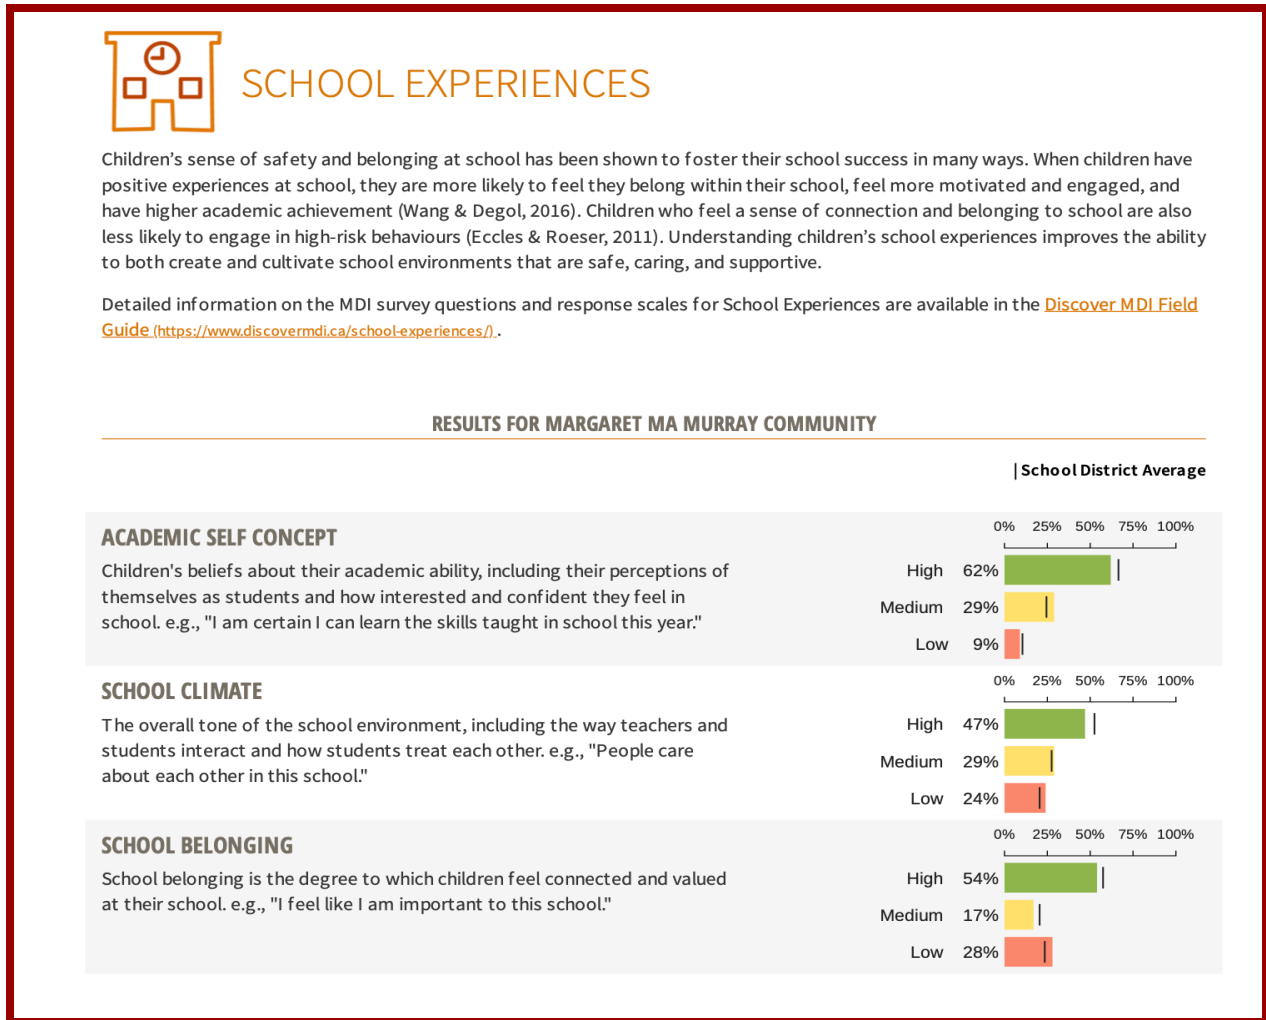 SCHOOL EXPERIENCES
Children’s sense of safety and belonging at school has been shown to foster their school success in many ways. When children have
positive experiences at school, they are more likely to feel they belong within their school, feel more motivated and engaged, and
have higher academic achievement (Wang & Degol, 2016). Children who feel a sense of connection and belonging to school are also
less likely to engage in high-risk behaviours (Eccles & Roeser, 2011). Understanding children’s school experiences improves the ability
to both create and cultivate school environments that are safe, caring, and supportive.
Detailed information on the MDI survey questions and response scales for School Experiences are available in the Discover MDI Field
Guide (https://www.discovermdi.ca/school-experiences/) .
RESULTS FOR MARGARET MA MURRAY COMMUNITY
| School District Average
ACADEMIC SELF CONCEPT
Children's beliefs about their academic ability, including their perceptions of
themselves as students and how interested and confident they feel in
school. e.g., "I am certain I can learn the skills taught in school this year."
0% 25% 50% 75% 100%
High 62%
Medium 29%
Low 9%
SCHOOL CLIMATE
The overall tone of the school environment, including the way teachers and
students interact and how students treat each other. e.g., "People care
about each other in this school."
0% 25% 50% 75% 100%
High 47%
Medium 29%
Low 24%
SCHOOL BELONGING
School belonging is the degree to which children feel connected and valued
at their school. e.g., "I feel like I am important to this school."
0% 25% 50% 75% 100%
High 54%
Medium 17%
Low 28%